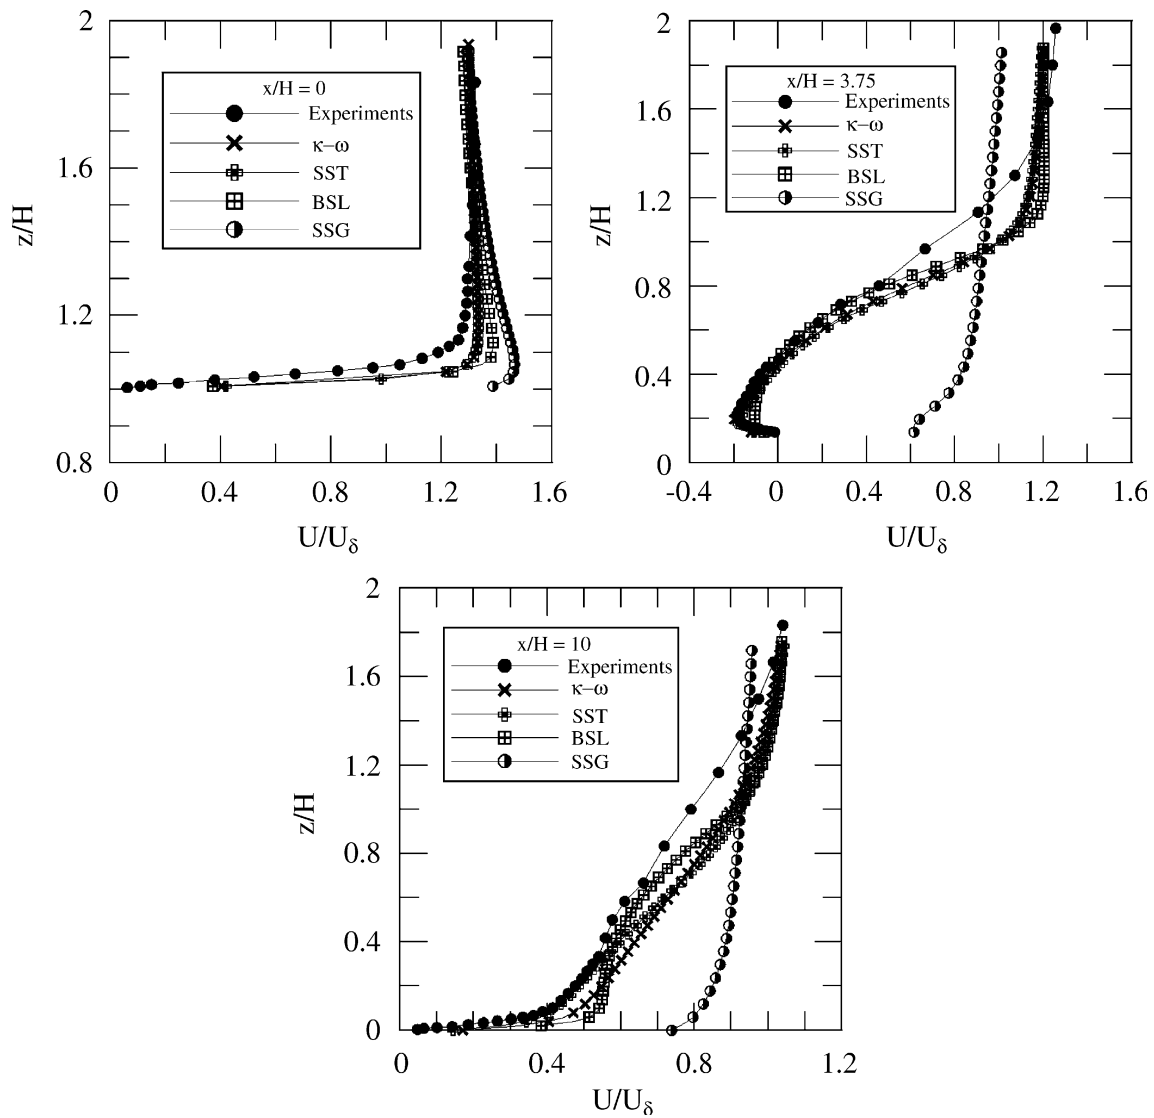 2
2
x/H = 0
Experiments
κ−ω
SST
BSL
SSG
x/H = 3.75
Experiments
κ−ω
SST
BSL
SSG
1.6
1.6
z/H
z/H
1.2
1.2
0.8
0.4
0.8
0
0
0.4
0.8
1.2
1.6
-0.4
0
0.4
0.8
1.2
1.6
U/Uδ
U/Uδ
2
x/H = 10
Experiments
κ−ω
SST
BSL
SSG
1.6
1.2
z/H
0.8
0.4
0
0
0.4
0.8
1.2
U/Uδ